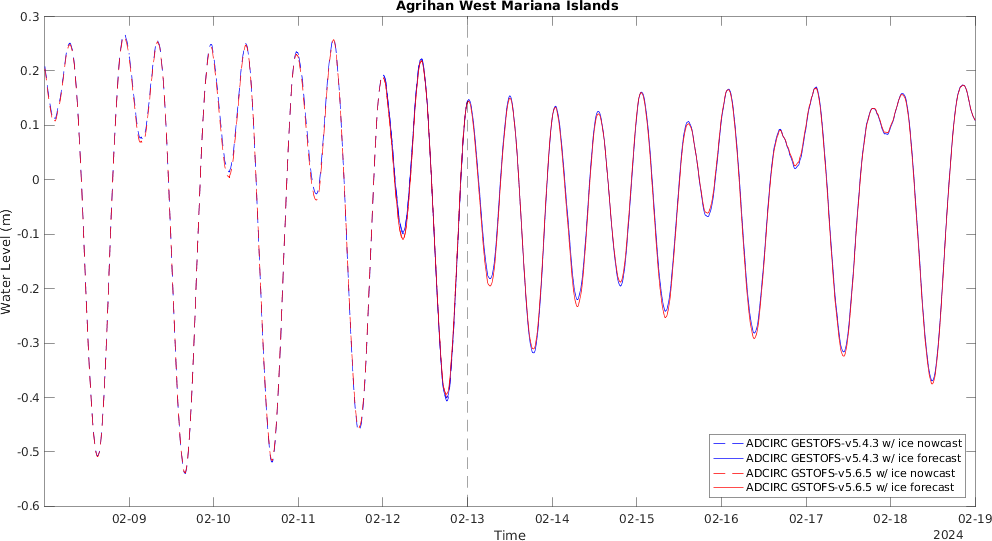 Agrihan West Mariana Islands
0.3
0.2
0.1
0
-0.1
-0.2
-0.3
-0.4
-0.5
-0.6
Water Level (m)
ADCIRC GESTOFS-v5.4.3 w/ ice nowcast
ADCIRC GESTOFS-v5.4.3 w/ ice forecast
ADCIRC GSTOFS-v5.6.5 w/ ice nowcast
ADCIRC GSTOFS-v5.6.5 w/ ice forecast
02-09 02-10 02-11 02-12 02-13 02-14 02-15 02-16 02-17 02-18 02-19
Time
2024